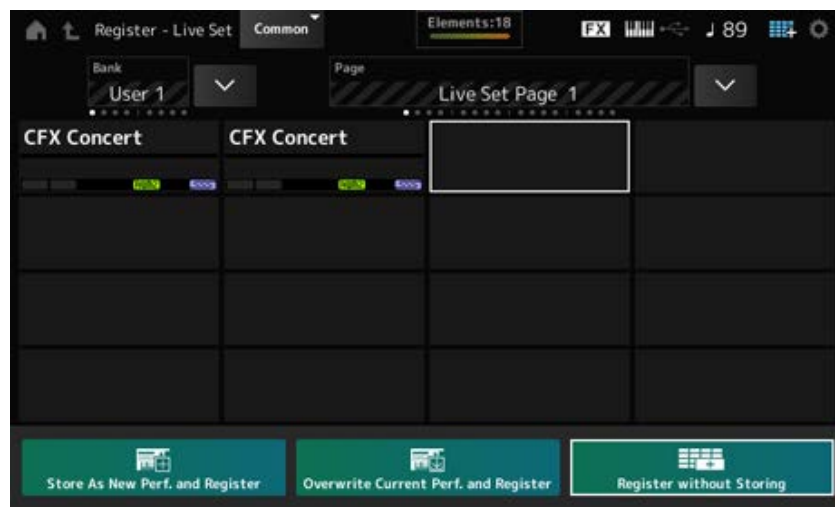 Register - Live Set
Common
Elements:18
FX
89
Bank
User 1
Page
Live Set Page 1
CFX Concert
CFX Concert
Store As New Perf. and Register
Overwrite Current Perf. and Register
Register without Storing